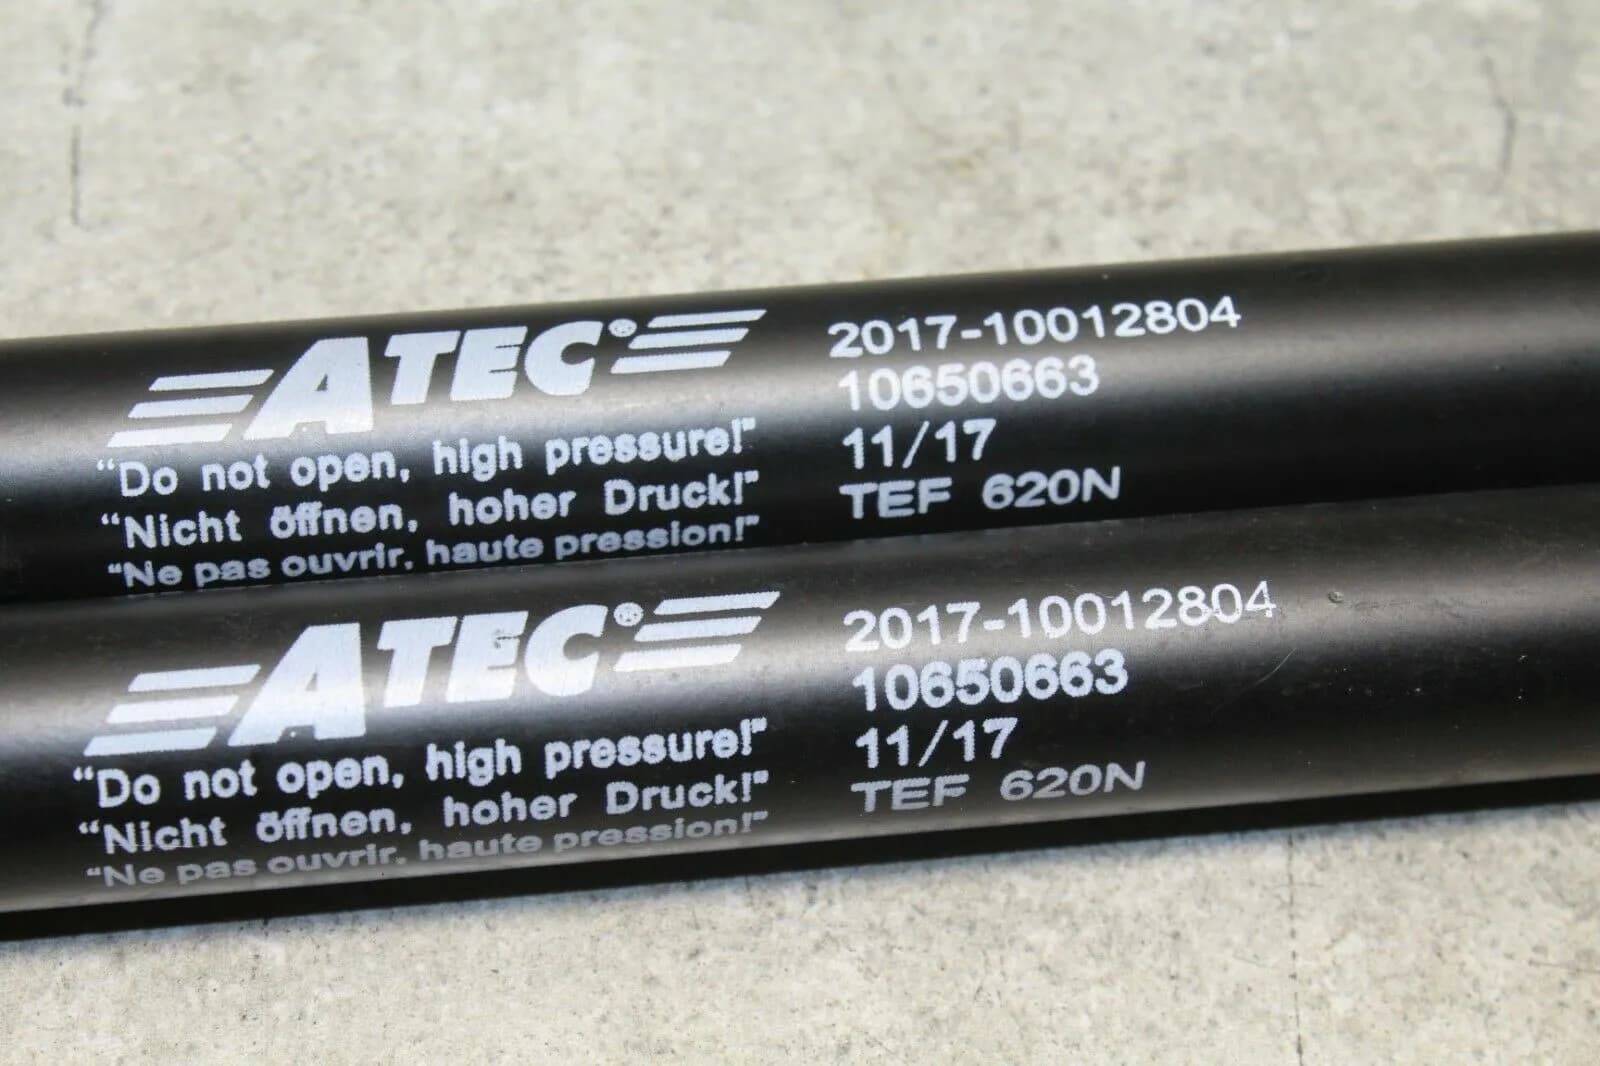 ATEC®
"Do not open, high pressure!"
"Nicht öffnen, hoher Druck!"
"Ne pas ouvrir, haute pression!"
2017-10012804
10650663
11/17
TEF 620N
ATEC®
"Do not open, high pressure!"
"Nicht öffnen, hoher Druck!"
"Ne pas ouvrir, haute pression!"
2017-10012804
10650663
11/17
TEF 620N